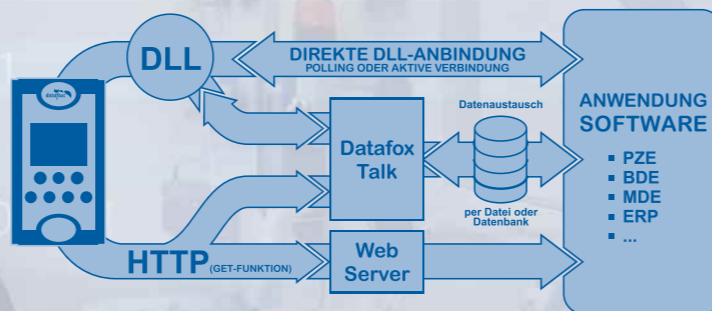 DLL
DIREKTE DLL-ANBINDUNG
POLLING ODER AKTIVE VERBINDUNG
datafox
Datafox
Talk
Datenaustausch
per Datei oder
Datenbank
ANWENDUNG
SOFTWARE
▪ PZE
▪ BDE
▪ MDE
▪ ERP
▪ ...
HTTP (GET-FUNKTION)
Web
Server